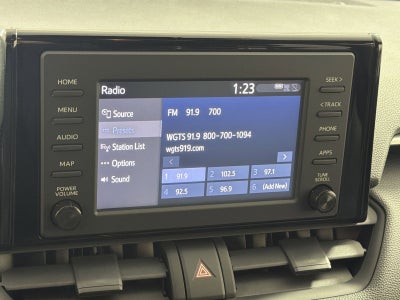 HOME
MENU
AUDIO
MAP
POWER
VOLUME
Radio
1:23
Source
Presets
Station List
Options
Sound
FM 91.9 700
WGTS 91.9 800-700-1094
wgts919.com
< >
1 91.9 2 102.5 3 97.1
4 92.5 5 96.9 6 (Add New)
SEEK >
< TRACK
PHONE
APPS
TUNE
SCROLL